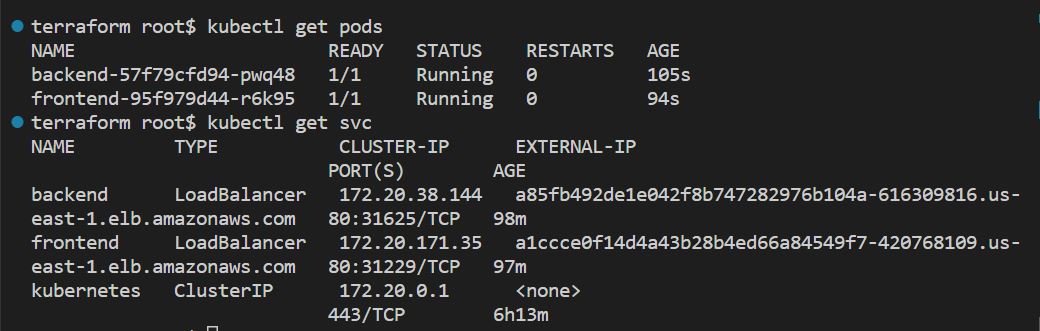 terraform root$ kubectl get pods
NAME READY STATUS RESTARTS AGE
backend-57f79cfd94-pwq48 1/1 Running 0 105s
frontend-95f979d44-r6k95 1/1 Running 0 94s
terraform root$ kubectl get svc
NAME TYPE CLUSTER-IP EXTERNAL-IP
PORT(S) AGE
backend LoadBalancer 172.20.38.144 a85fb492de1e042f8b747282976b104a-616309816.us-
east-1.elb.amazonaws.com 80:31625/TCP 98m
frontend LoadBalancer 172.20.171.35 a1ccce0f14d4a43b28b4ed66a84549f7-420768109.us-
east-1.elb.amazonaws.com 80:31229/TCP 97m
kubernetes ClusterIP 172.20.0.1 <none>
443/TCP 6h13m